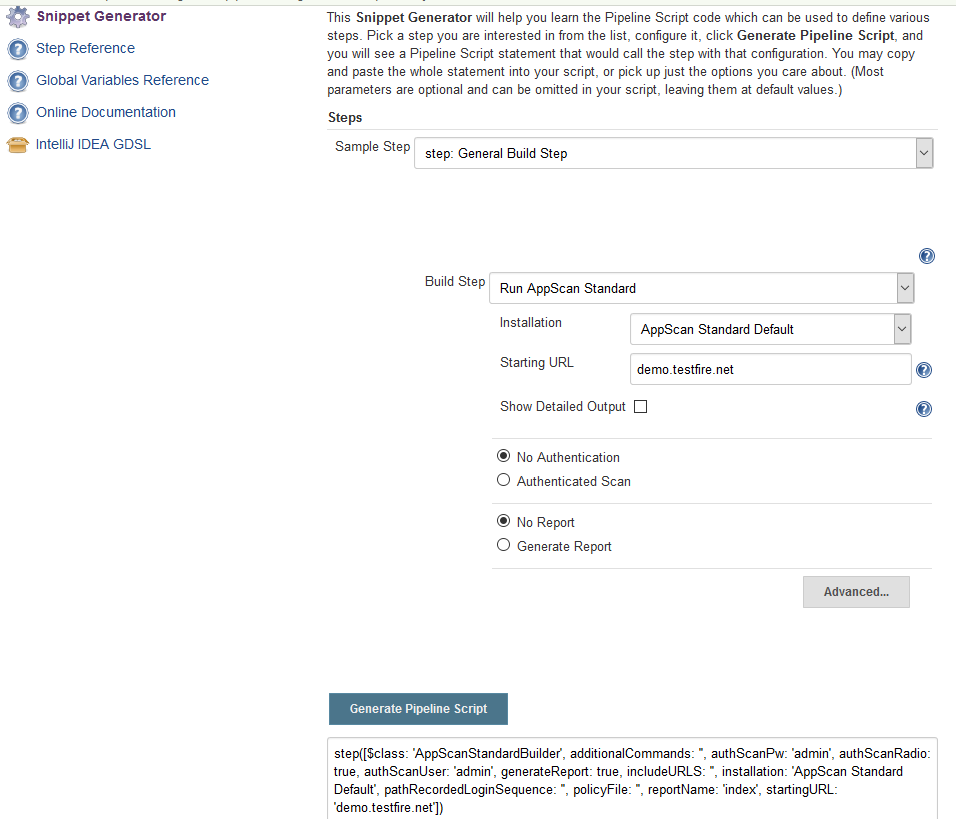 Snippet Generator
Step Reference
Global Variables Reference
Online Documentation
IntelliJ IDEA GDSL
This Snippet Generator will help you learn the Pipeline Script code which can be used to define various
steps. Pick a step you are interested in from the list, configure it, click Generate Pipeline Script, and
you will see a Pipeline Script statement that would call the step with that configuration. You may copy
and paste the whole statement into your script, or pick up just the options you care about. (Most
parameters are optional and can be omitted in your script, leaving them at default values.)
Steps
Sample Step
step: General Build Step
Build Step
Run AppScan Standard
Installation
AppScan Standard Default
Starting URL
demo.testfire.net
Show Detailed Output
No Authentication
Authenticated Scan
No Report
Generate Report
Advanced...
Generate Pipeline Script
step([$class: 'AppScanStandardBuilder', additionalCommands: '', authScanPw: 'admin', authScanRadio:
true, authScanUser: 'admin', generateReport: true, includeURLS: '', installation: 'AppScan Standard
Default', pathRecordedLoginSequence: '', policyFile: '', reportName: 'index', startingURL:
'demo.testfire.net'])